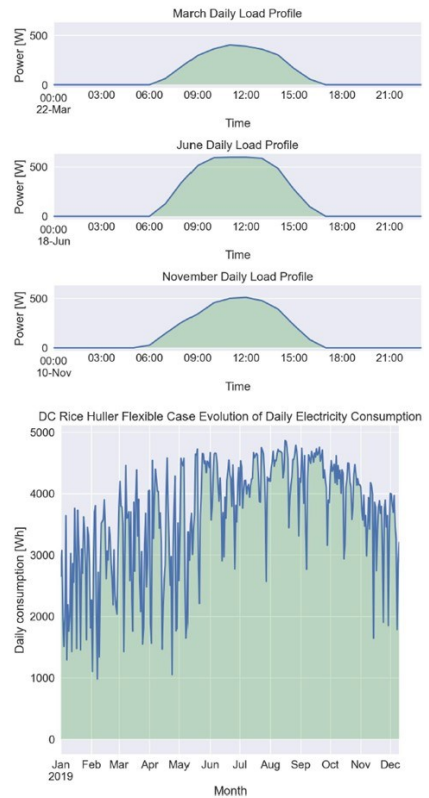 March Daily Load Profile
Power [W]
500
0
00:00 03:00 06:00 09:00 12:00 15:00 18:00 21:00
22-Mar
Time
June Daily Load Profile
Power [W]
500
0
00:00 03:00 06:00 09:00 12:00 15:00 18:00 21:00
18-Jun
Time
November Daily Load Profile
Power [W]
500
0
00:00 03:00 06:00 09:00 12:00 15:00 18:00 21:00
10-Nov
Time
DC Rice Huller Flexible Case Evolution of Daily Electricity Consumption
Daily consumption [Wh]
5000
4000
3000
2000
1000
0
Jan Feb Mar Apr May Jun Jul Aug Sep Oct Nov Dec
2019
Month